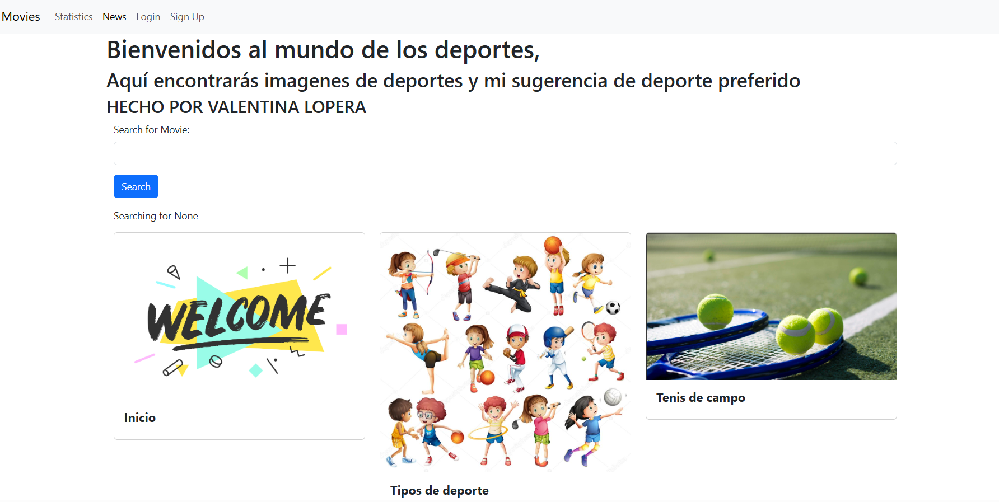 Movies Statistics News Login Sign Up
Bienvenidos al mundo de los deportes,
Aquí encontrarás imagenes de deportes y mi sugerencia de deporte preferido
HECHO POR VALENTINA LOPERA
Search for Movie:
Search
Searching for None
WELCOME
Inicio
Tipos de deporte
Tenis de campo